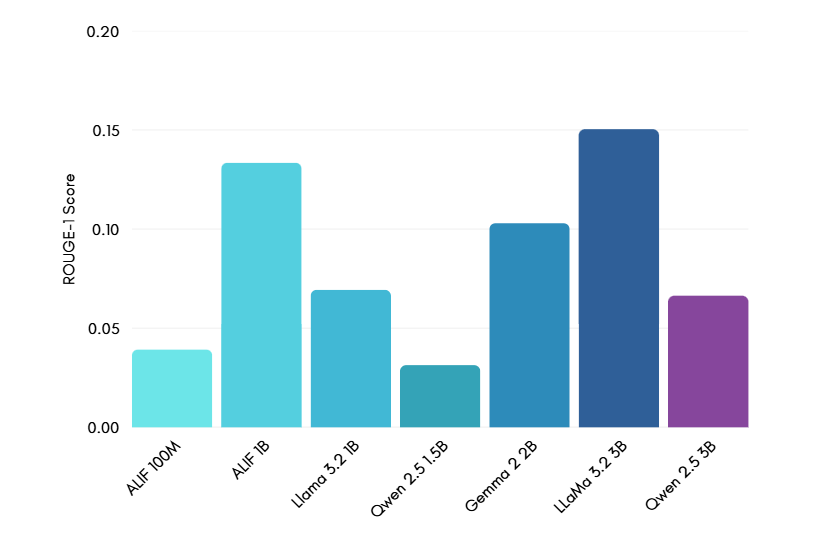 0.20
0.15
0.10
0.05
0.00
ROUGE-1 Score
ALIF 100M
ALIF 1B
Llama 3.2 1B
Qwen 2.5 1.5B
Gemma 2 2B
LLaMa 3.2 3B
Qwen 2.5 3B